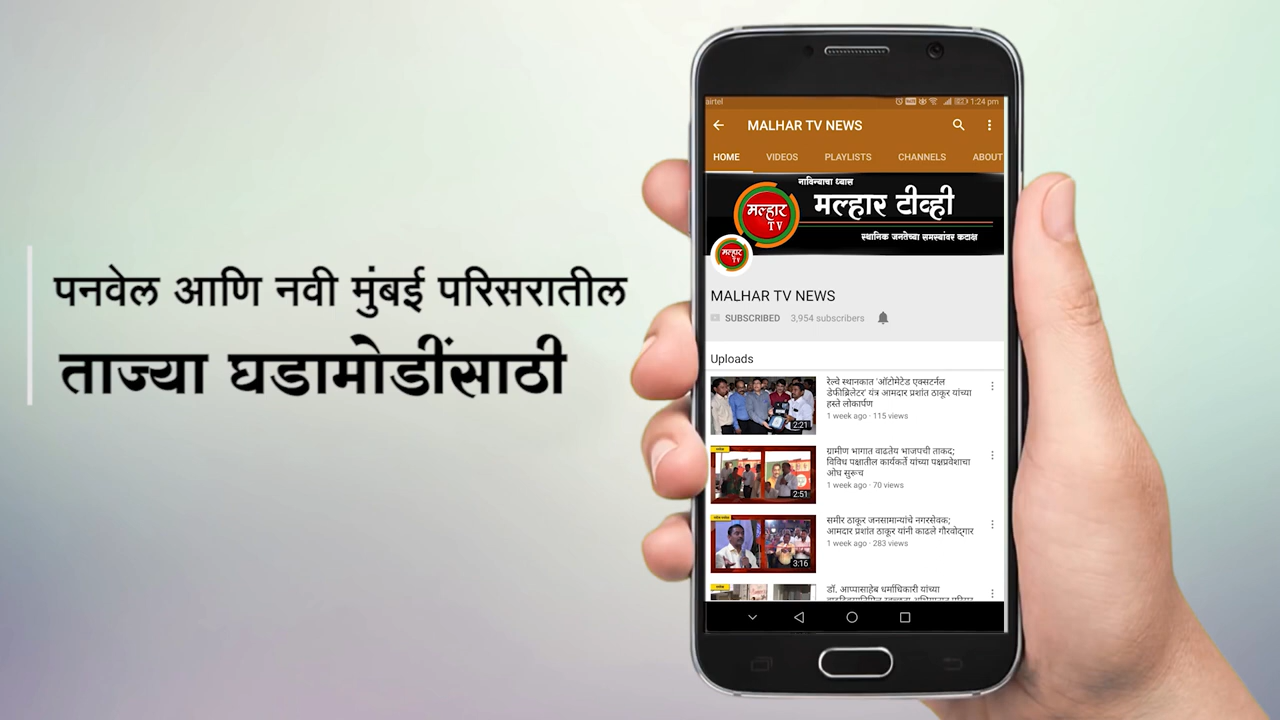 पनवेल आणि नवी मुंबई परिसरातील
ताज्या घडामोडींसाठी
airtel
1:24 pm
MALHAR TV NEWS
HOME VIDEOS PLAYLISTS CHANNELS ABOUT
नाविन्याचा ध्यास
मल्हार टीव्ही
मल्हार
TV
स्थानिक जनतेच्या समस्यांवर कटाक्ष
मल्हार
TV
MALHAR TV NEWS
SUBSCRIBED 3,954 subscribers
Uploads
रेल्वे स्थानकात 'ऑटोमेटेड एक्सटर्नल
डेफीब्रिलेटर' यंत्र आमदार प्रशांत ठाकूर यांच्या
हस्ते लोकार्पण
1 week ago · 115 views
2:21
ग्रामीण भागात वाढतेय भाजपची ताकद;
विविध पक्षातील कार्यकर्ते यांच्या पक्षप्रवेशाचा
ओघ सुरूच
1 week ago · 70 views
2:51
समीर ठाकूर जनसामान्यांचे नगरसेवक;
आमदार प्रशांत ठाकूर यांनी काढले गौरवोद्गार
1 week ago · 283 views
3:16
डॉ. आप्पासाहेब धर्माधिकारी यांच्या